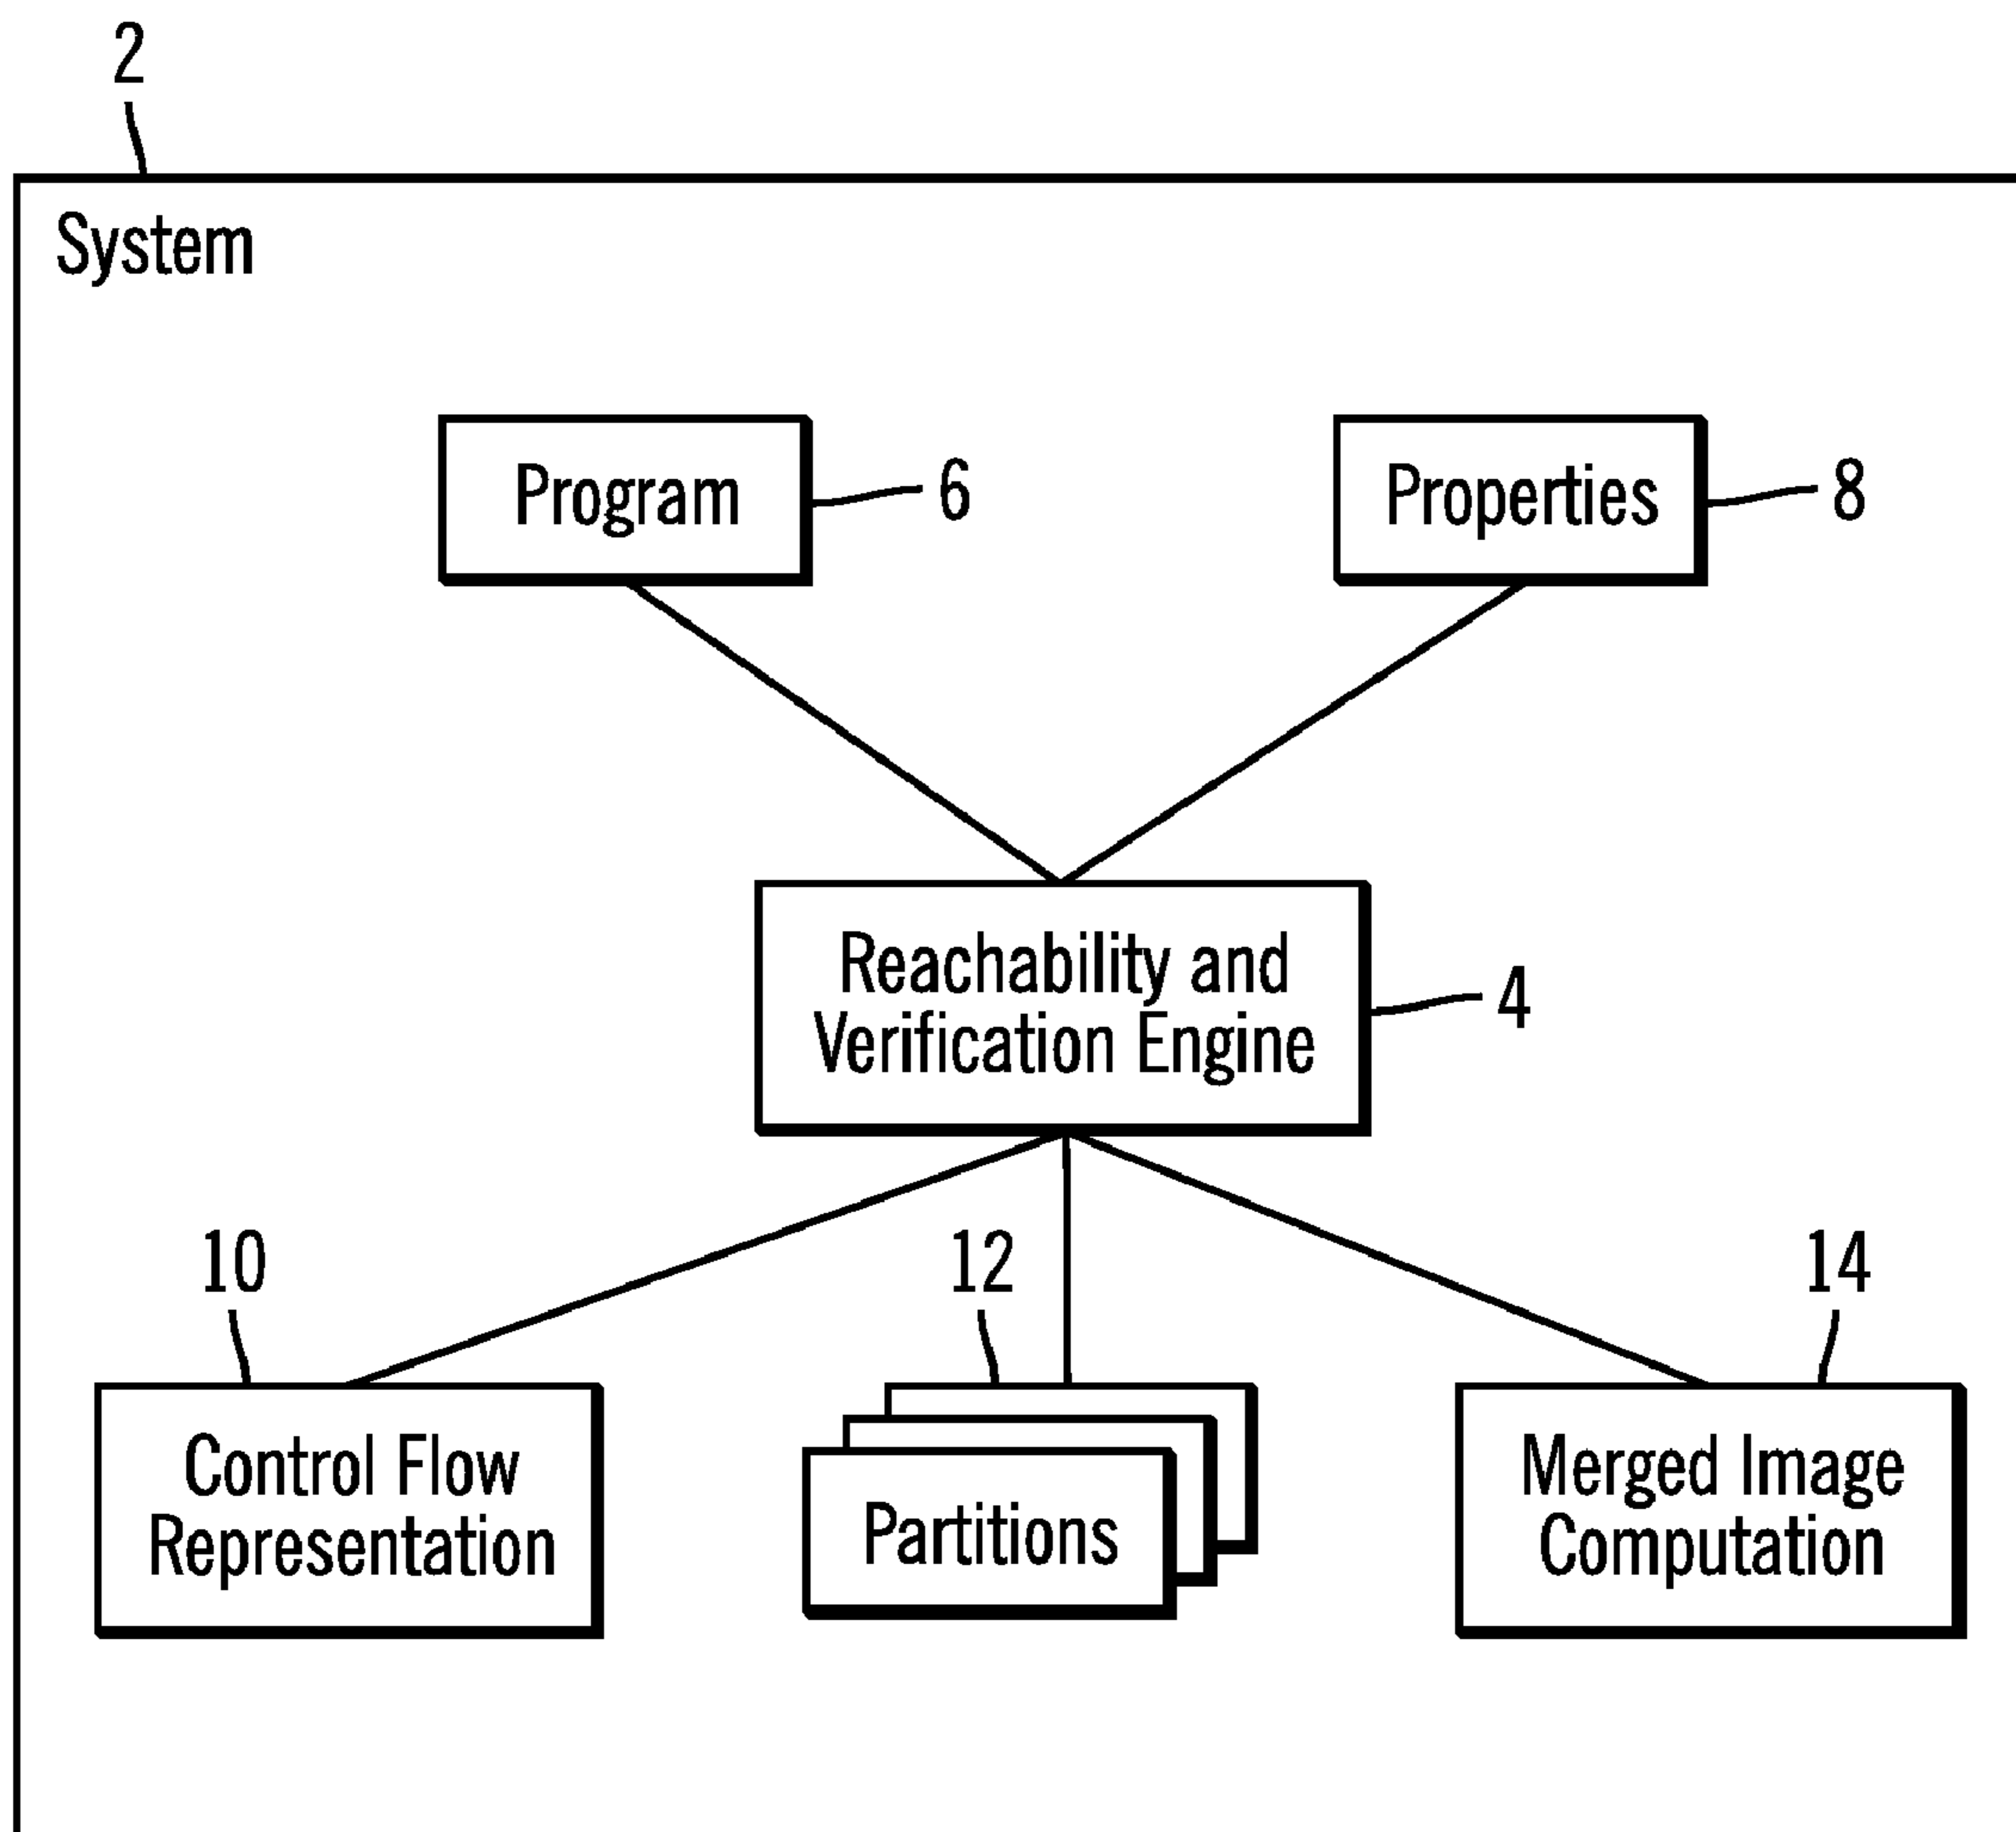 2
System
Program
6
Properties
8
Reachability and
Verification Engine
4
10
12
14
Control Flow
Representation
Partitions
Merged Image
Computation